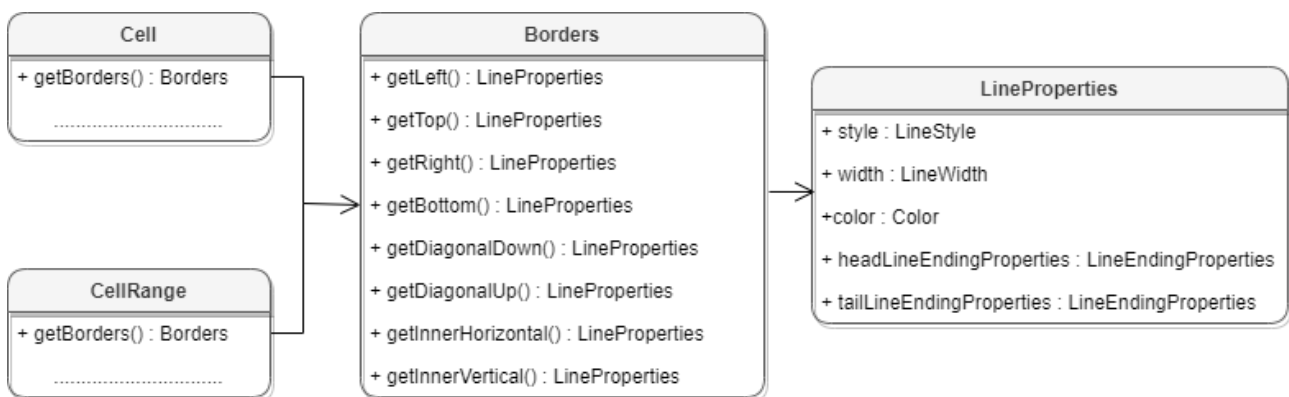 Cell
+ getBorders() : Borders
................................
CellRange
+ getBorders() : Borders
................................
Borders
+ getLeft() : LineProperties
+ getTop() : LineProperties
+ getRight() : LineProperties
+ getBottom() : LineProperties
+ getDiagonalDown() : LineProperties
+ getDiagonalUp() : LineProperties
+ getInnerHorizontal() : LineProperties
+ getInnerVertical() : LineProperties
LineProperties
+ style : LineStyle
+ width : LineWidth
+color : Color
+ headLineEndingProperties : LineEndingProperties
+ tailLineEndingProperties : LineEndingProperties